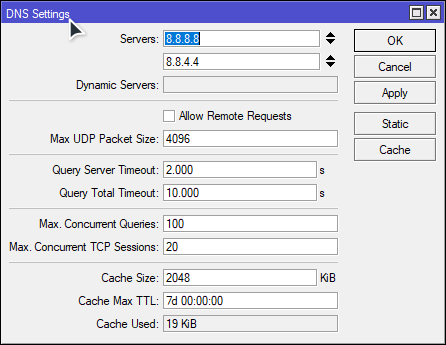 DNS Settings
Servers: 8.8.8.8
OK
8.8.4.4
Cancel
Dynamic Servers:
Apply
Allow Remote Requests
Static
Max UDP Packet Size: 4096
Cache
Query Server Timeout: 2.000 s
Query Total Timeout: 10.000 s
Max. Concurrent Queries: 100
Max. Concurrent TCP Sessions: 20
Cache Size: 2048 KiB
Cache Max TTL: 7d 00:00:00
Cache Used: 19 KiB